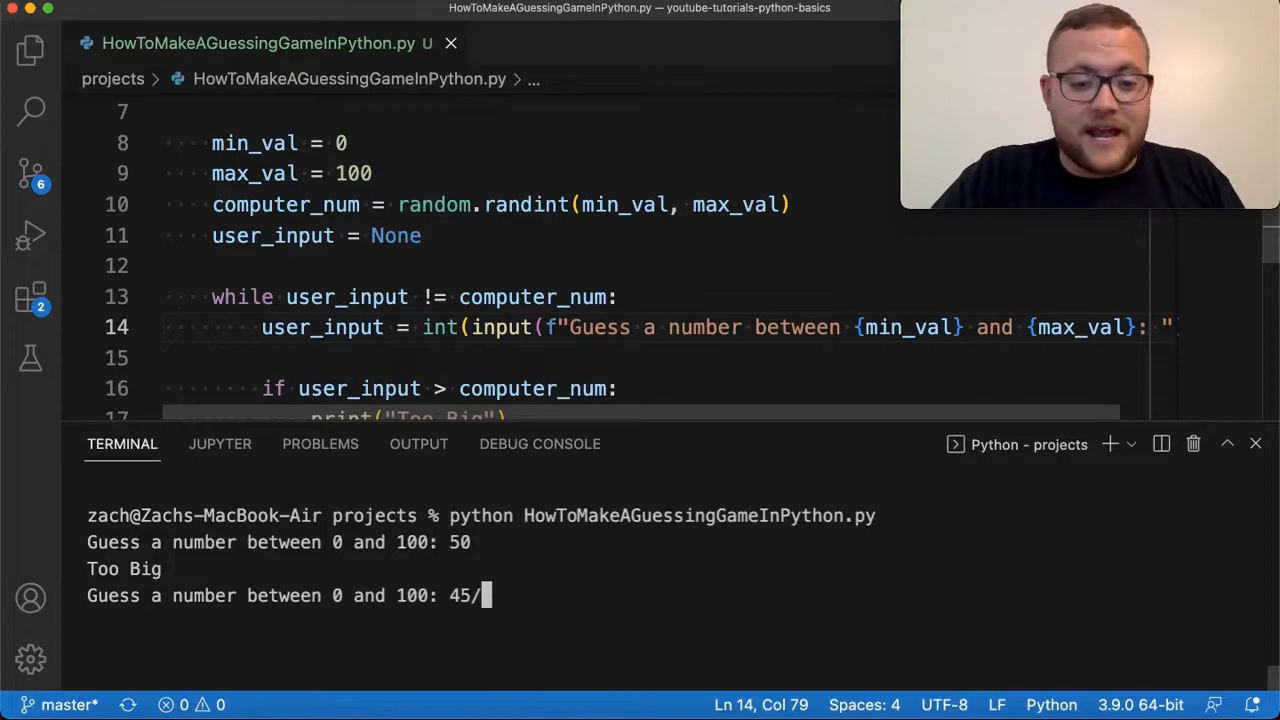 HowToMakeAGuessingGameInPython.py — youtube-tutorials-python-basics
HowToMakeAGuessingGameInPython.py U
projects > HowToMakeAGuessingGameInPython.py > ...
7
8 min_val = 0
9 max_val = 100
10 computer_num = random.randint(min_val, max_val)
11 user_input = None
12
13 while user_input != computer_num:
14 user_input = int(input(f"Guess a number between {min_val} and {max_val}: "
15
16 if user_input > computer_num:
17 print("Too Big")
6
2
TERMINAL JUPYTER PROBLEMS OUTPUT DEBUG CONSOLE Python - projects
zach@Zachs-MacBook-Air projects % python HowToMakeAGuessingGameInPython.py
Guess a number between 0 and 100: 50
Too Big
Guess a number between 0 and 100: 45/
master* 0 0 Ln 14, Col 79 Spaces: 4 UTF-8 LF Python 3.9.0 64-bit